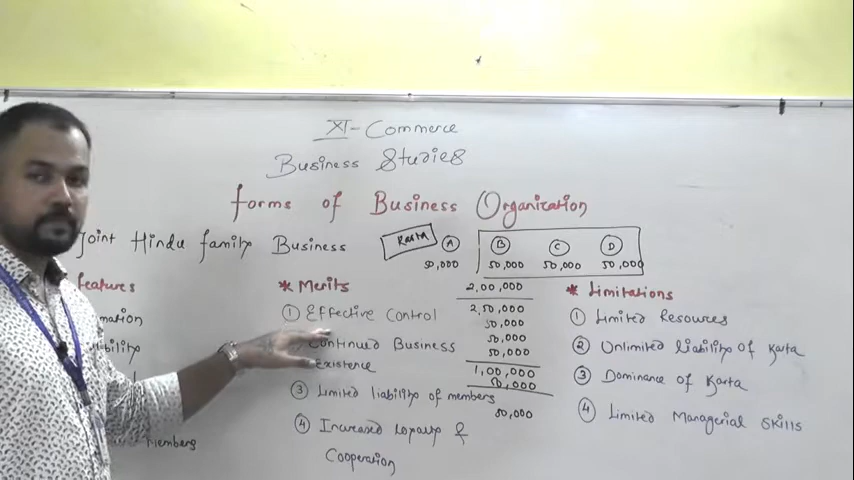 XI - Commerce
Business Studies
forms of Business Organization
Joint Hindu family Business
Karta A B C D
50,000 50,000 50,000 50,000
features
mation
bility
Members
* Merits
① Effective Control
Continued Business
Existence
③ Limited liability of members
④ Increased Loyalty &
Cooperation
2,00,000
2,50,000
50,000
50,000
50,000
1,00,000
50,000
50,000
* Limitations
① Limited Resources
② Unlimited liability of Karta
③ Dominance of Karta
④ Limited Managerial Skills